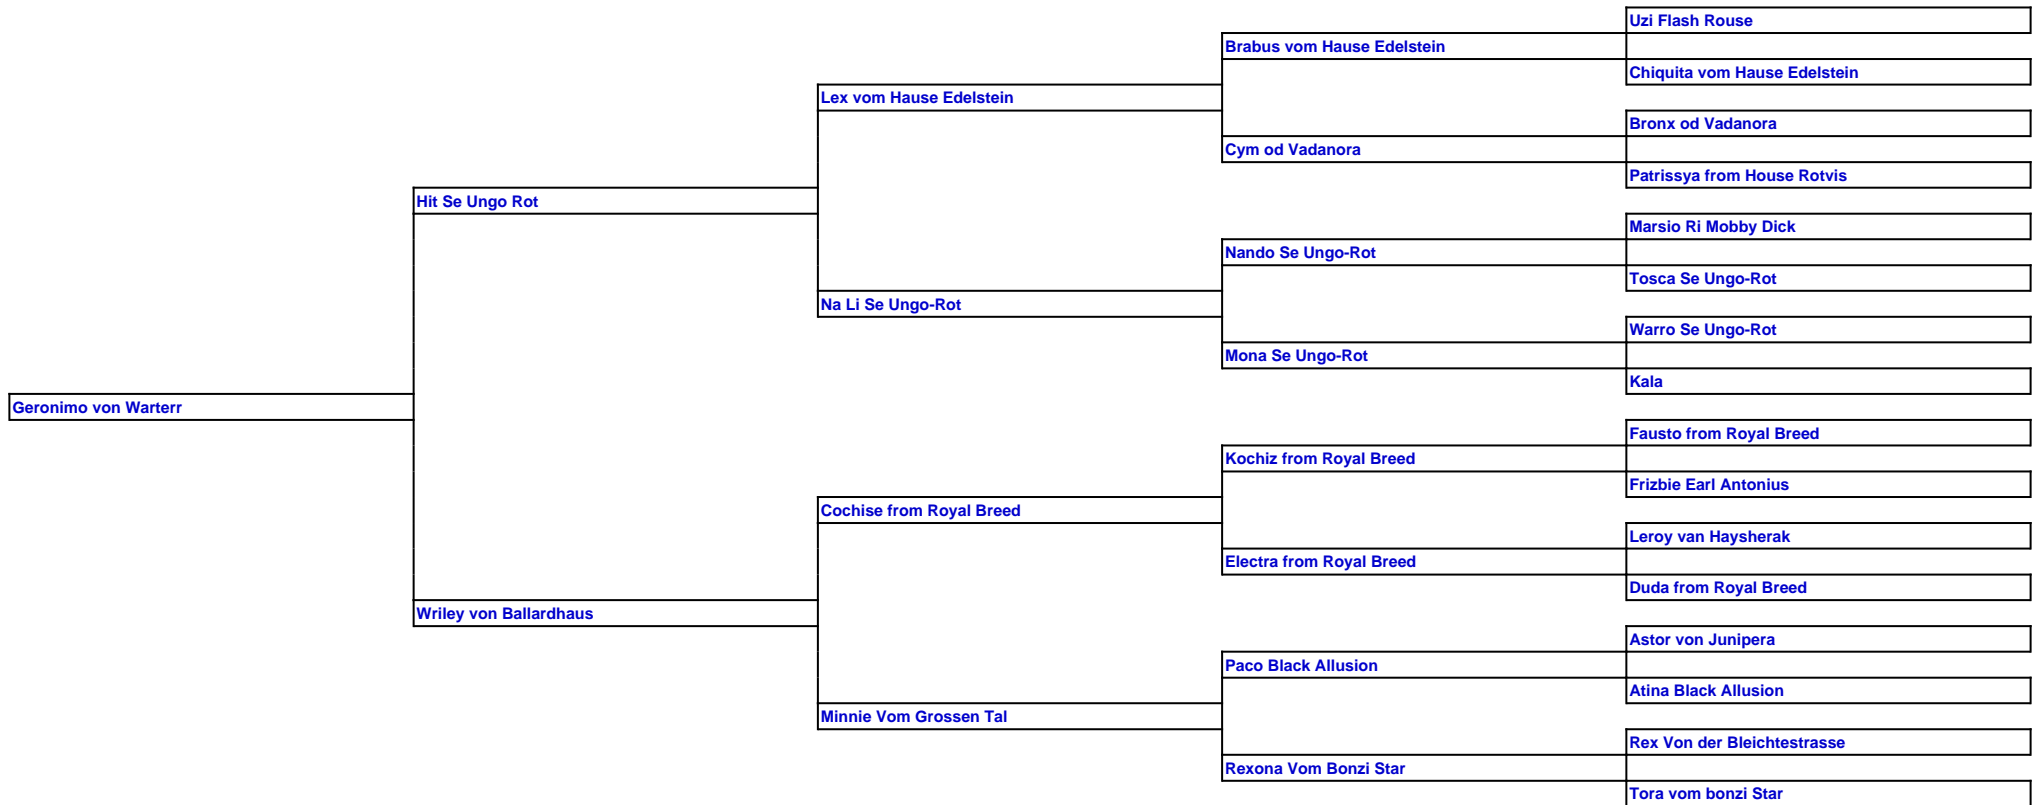 Uzi Flash Rouse
Brabus vom Hause Edelstein
Chiquita vom Hause Edelstein
Lex vom Hause Edelstein
Bronx od Vadanora
Cym od Vadanora
Patrissya from House Rotvis
Hit Se Ungo Rot
Marsio Ri Mobby Dick
Nando Se Ungo-Rot
Tosca Se Ungo-Rot
Na Li Se Ungo-Rot
Warro Se Ungo-Rot
Mona Se Ungo-Rot
Kala
Geronimo von Warterr
Fausto from Royal Breed
Kochiz from Royal Breed
Frizbie Earl Antonius
Cochise from Royal Breed
Leroy van Haysherak
Electra from Royal Breed
Duda from Royal Breed
Wriley von Ballardhaus
Astor von Junipera
Paco Black Allusion
Atina Black Allusion
Minnie Vom Grossen Tal
Rex Von der Bleichtestrasse
Rexona Vom Bonzi Star
Tora vom bonzi Star